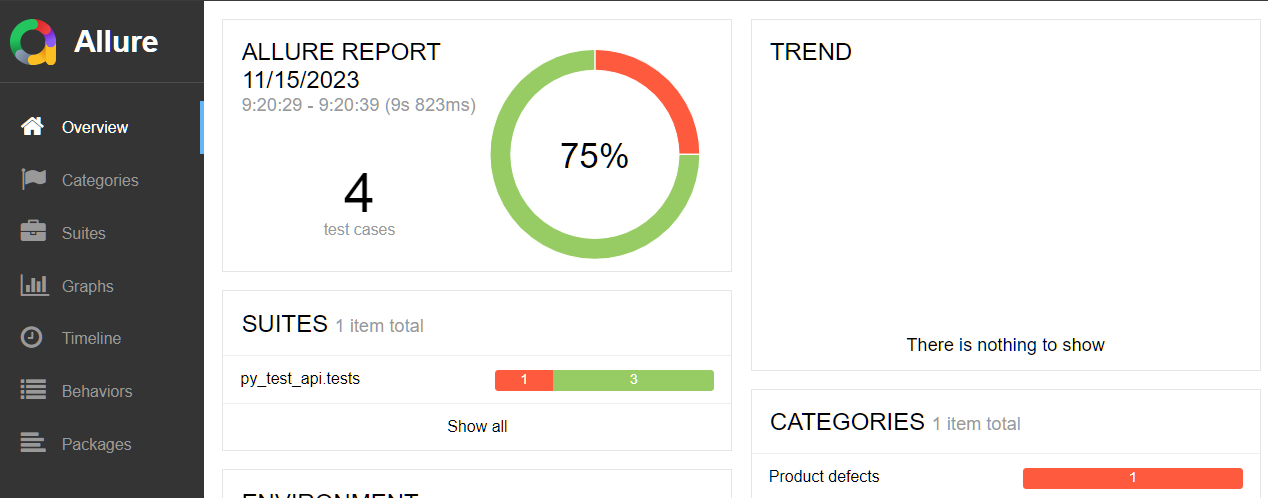 Allure
Overview
Categories
Suites
Graphs
Timeline
Behaviors
Packages
ALLURE REPORT
11/15/2023
9:20:29 - 9:20:39 (9s 823ms)
4
test cases
75%
SUITES 1 item total
py_test_api.tests 1 3
Show all
ENVIRONMENT
TREND
There is nothing to show
CATEGORIES 1 item total
Product defects 1